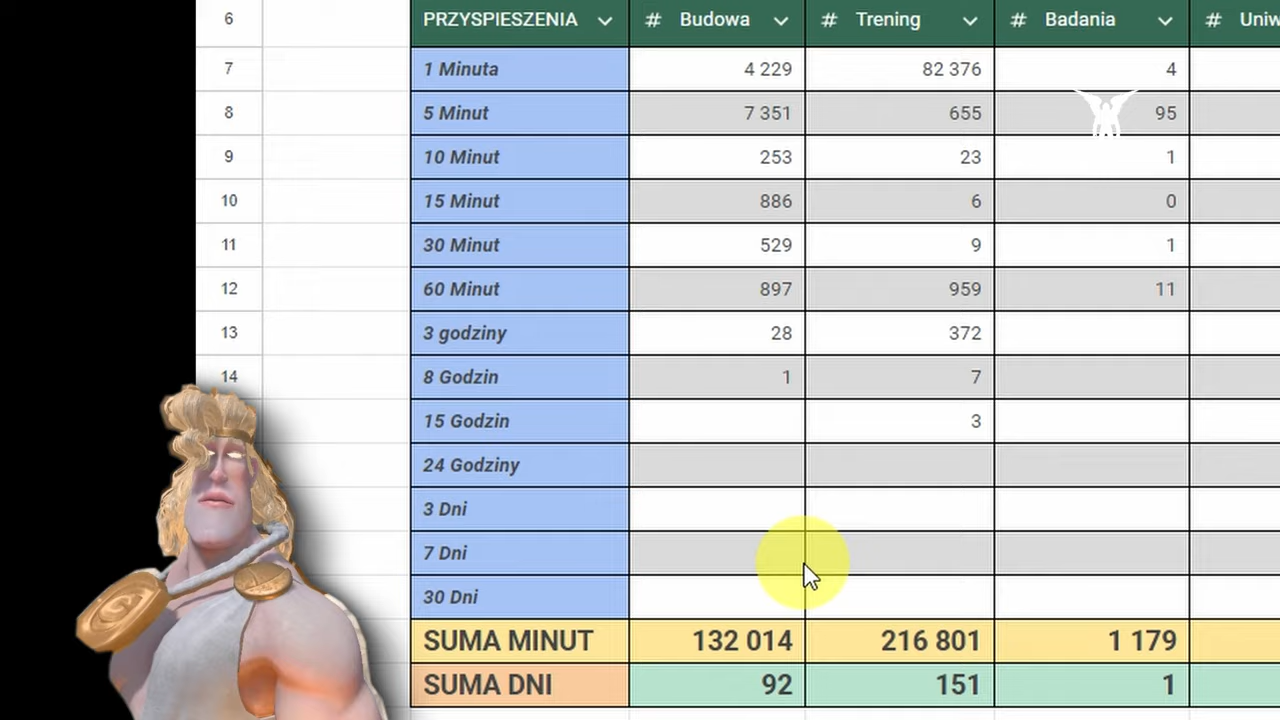 6 PRZYSPIESZENIA # Budowa # Trening # Badania # Uniw
7 1 Minuta 4 229 82 376 4
8 5 Minut 7 351 655 95
9 10 Minut 253 23 1
10 15 Minut 886 6 0
11 30 Minut 529 9 1
12 60 Minut 897 959 11
13 3 godziny 28 372
14 8 Godzin 1 7
15 Godzin 3
24 Godziny
3 Dni
7 Dni
30 Dni
SUMA MINUT 132 014 216 801 1 179
SUMA DNI 92 151 1